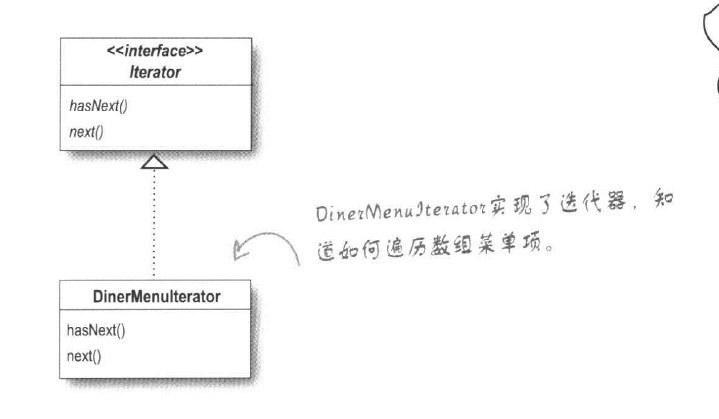 <<interface>>
Iterator
hasNext()
next()
DinerMenuIterator实现了迭代器，知
道如何遍历数组菜单项。
DinerMenuIterator
hasNext()
next()